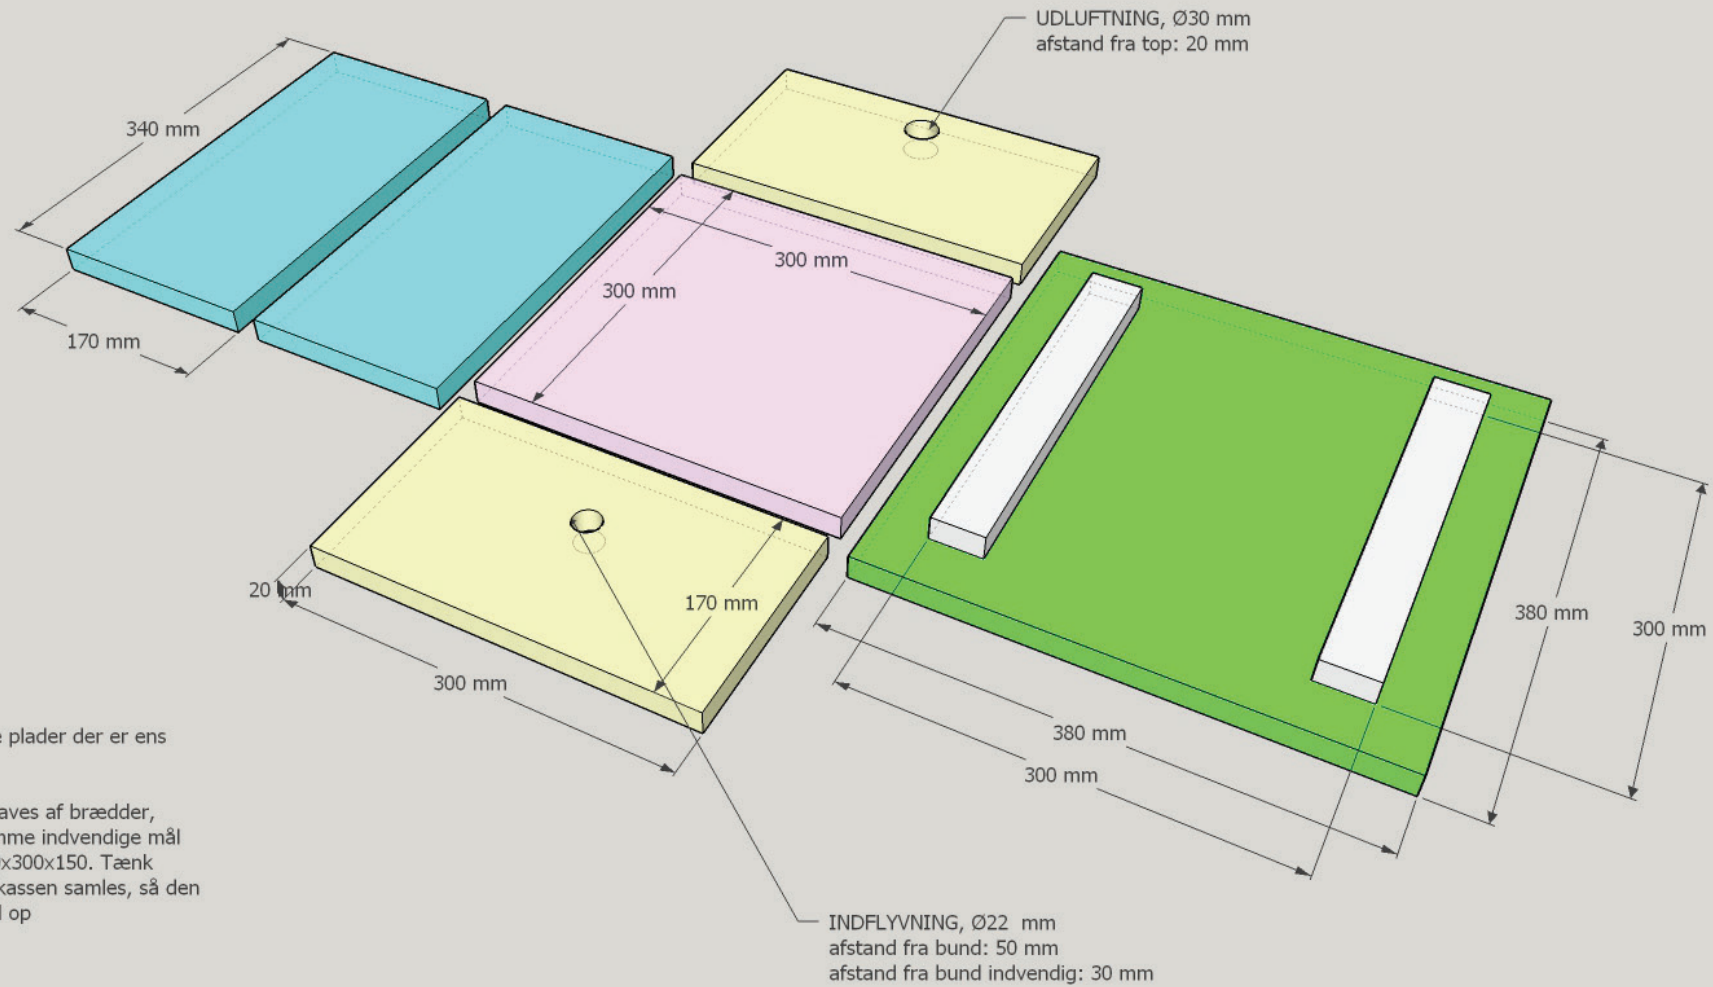 UDLUFTNING, Ø30 mm
afstand fra top: 20 mm
340 mm
170 mm
300 mm
300 mm
20 mm
170 mm
300 mm
380 mm
300 mm
380 mm
300 mm
plader der er ens
af brædder,
indvendige mål
x300x150. Tænk
kassen samles, så den
op
INDFLYVNING, Ø22 mm
afstand fra bund: 50 mm
afstand fra bund indvendig: 30 mm